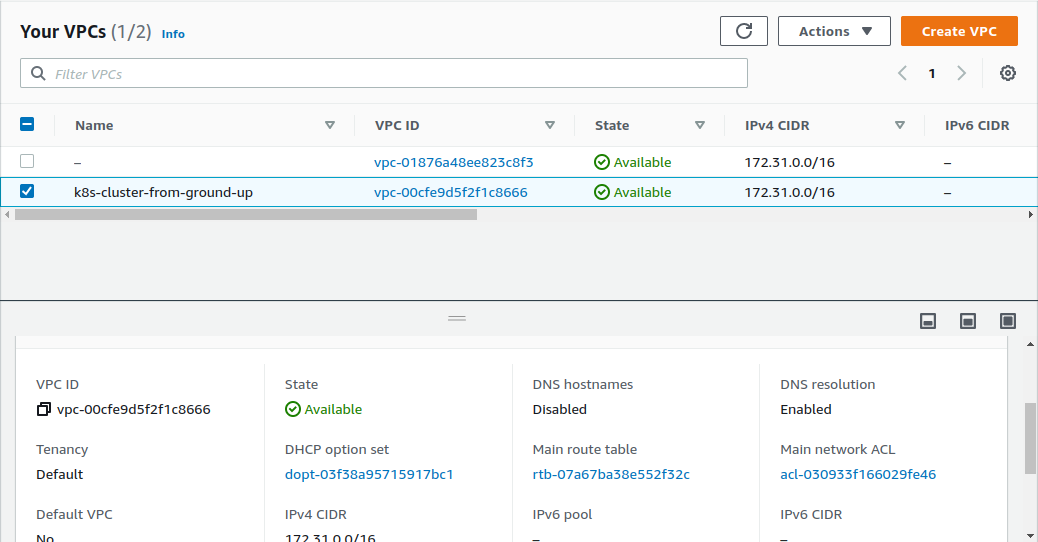 Your VPCs (1/2) Info
Actions
Create VPC
Filter VPCs
1
Name VPC ID State IPv4 CIDR IPv6 CIDR
– vpc-01876a48ee823c8f3 Available 172.31.0.0/16 –
k8s-cluster-from-ground-up vpc-00cfe9d5f2f1c8666 Available 172.31.0.0/16 –
VPC ID State DNS hostnames DNS resolution
vpc-00cfe9d5f2f1c8666 Available Disabled Enabled
Tenancy DHCP option set Main route table Main network ACL
Default dopt-03f38a95715917bc1 rtb-07a67ba38e552f32c acl-030933f166029fe46
Default VPC IPv4 CIDR IPv6 pool IPv6 CIDR
No 172.31.0.0/16 – –